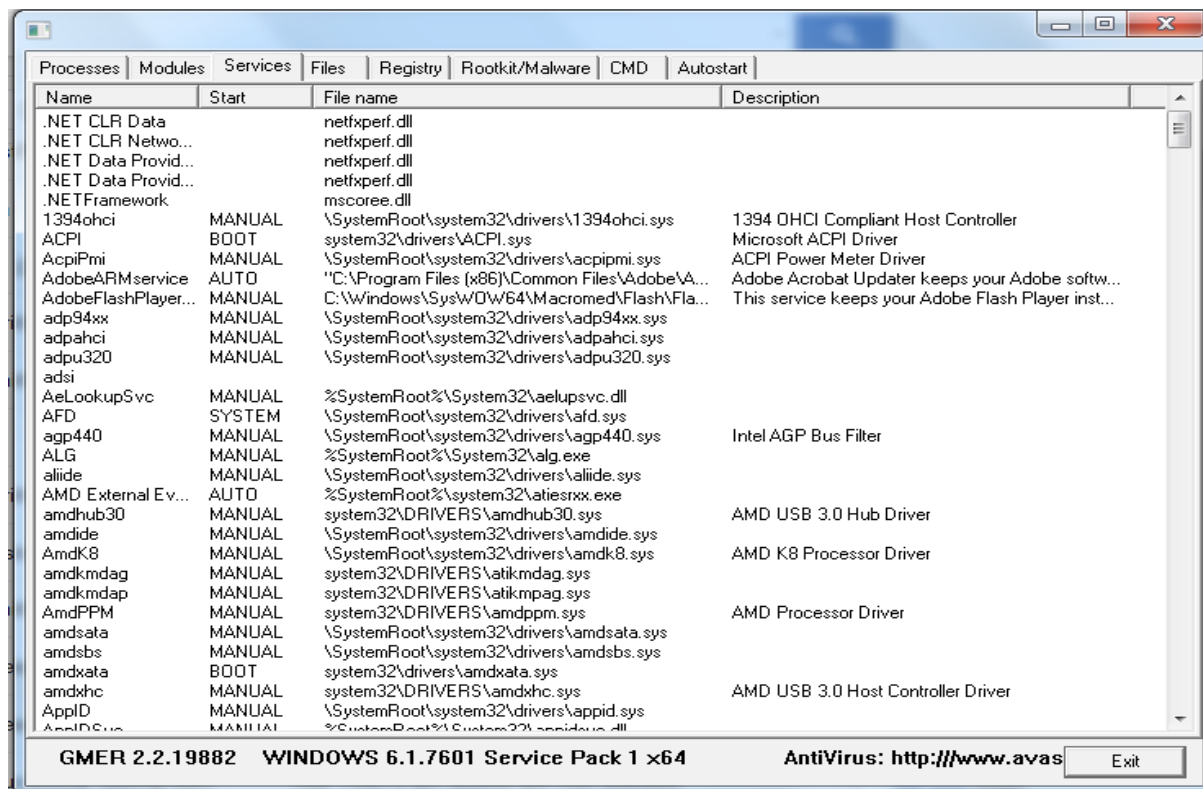 Processes Modules Services Files Registry Rootkit/Malware CMD Autostart
Name Start File name Description
.NET CLR Data netfxperf.dll
.NET CLR Netwo... netfxperf.dll
.NET Data Provid... netfxperf.dll
.NET Data Provid... netfxperf.dll
.NETFramework mscoree.dll
1394ohci MANUAL \SystemRoot\system32\drivers\1394ohci.sys 1394 OHCI Compliant Host Controller
ACPI BOOT system32\drivers\ACPI.sys Microsoft ACPI Driver
AcpiPmi MANUAL \SystemRoot\system32\drivers\acpipmi.sys ACPI Power Meter Driver
AdobeARMservice AUTO "C:\Program Files (x86)\Common Files\Adobe\A... Adobe Acrobat Updater keeps your Adobe softw...
AdobeFlashPlayer... MANUAL C:\Windows\SysWOW64\Macromed\Flash\Fla... This service keeps your Adobe Flash Player inst...
adp94xx MANUAL \SystemRoot\system32\drivers\adp94xx.sys
adpahci MANUAL \SystemRoot\system32\drivers\adpahci.sys
adpu320 MANUAL \SystemRoot\system32\drivers\adpu320.sys
adsi
AeLookupSvc MANUAL %SystemRoot%\System32\aelupsvc.dll
AFD SYSTEM \SystemRoot\system32\drivers\afd.sys
agp440 MANUAL \SystemRoot\system32\drivers\agp440.sys Intel AGP Bus Filter
ALG MANUAL %SystemRoot%\System32\alg.exe
aliide MANUAL \SystemRoot\system32\drivers\aliide.sys
AMD External Ev... AUTO %SystemRoot%\system32\atiesrxx.exe
amdhub30 MANUAL system32\DRIVERS\amdhub30.sys AMD USB 3.0 Hub Driver
amdide MANUAL \SystemRoot\system32\drivers\amdide.sys
AmdK8 MANUAL \SystemRoot\system32\drivers\amdk8.sys AMD K8 Processor Driver
amdkmdag MANUAL system32\DRIVERS\atikmdag.sys
amdkmdap MANUAL system32\DRIVERS\atikmpag.sys
AmdPPM MANUAL system32\DRIVERS\amdppm.sys AMD Processor Driver
amdsata MANUAL \SystemRoot\system32\drivers\amdsata.sys
amdsbs MANUAL \SystemRoot\system32\drivers\amdsbs.sys
amdxata BOOT system32\drivers\amdxata.sys
amdxhc MANUAL system32\DRIVERS\amdxhc.sys AMD USB 3.0 Host Controller Driver
AppID MANUAL \SystemRoot\system32\drivers\appid.sys
AppIDSvc MANUAL %SystemRoot%\System32\appidsvc.dll
GMER 2.2.19882 WINDOWS 6.1.7601 Service Pack 1 x64 AntiVirus: http:///www.avas Exit